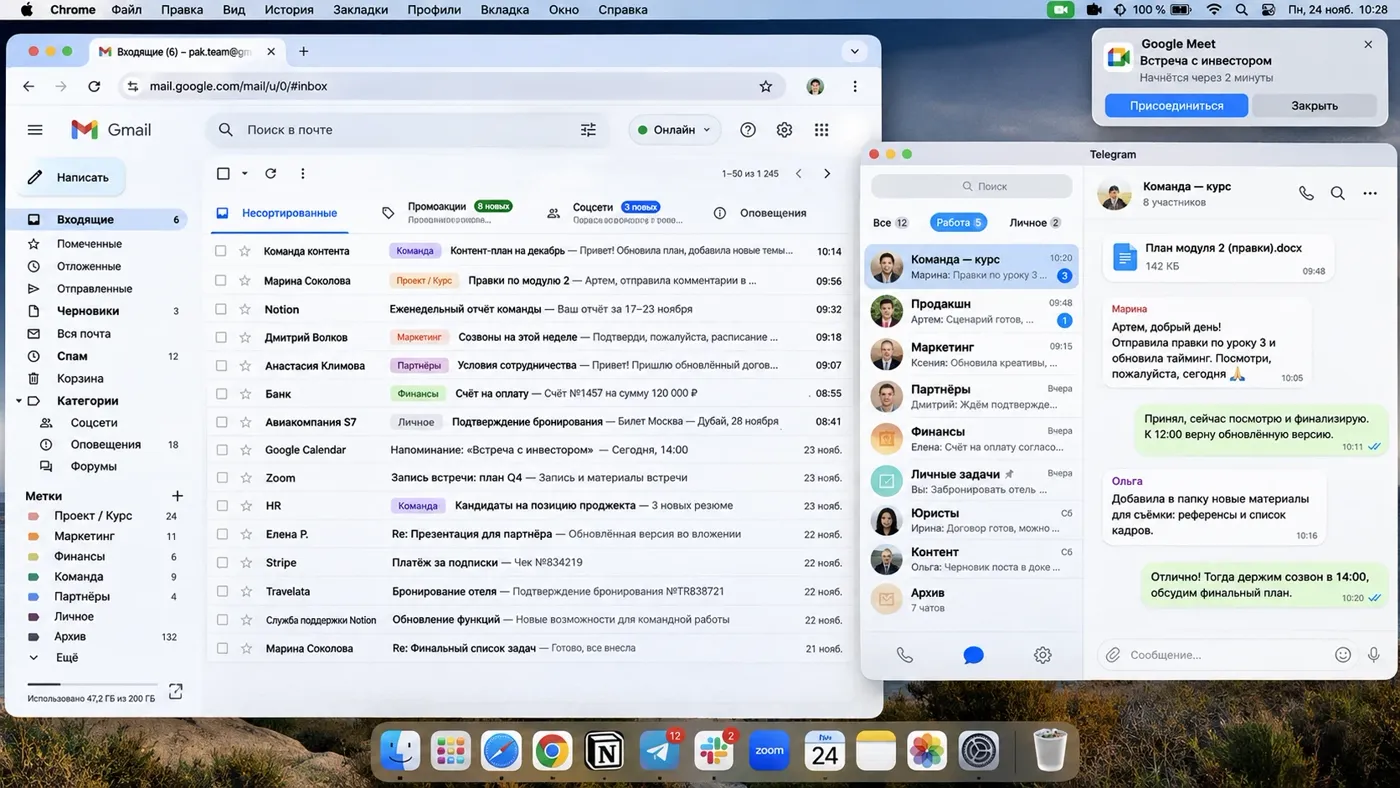 Chrome Файл Правка Вид История Закладки Профили Вкладка Окно Справка 100 % Пн, 24 нояб. 10:28
Входящие (6) – pak.team@gm
mail.google.com/mail/u/0/#inbox
Gmail
Поиск в почте
Онлайн
Написать
Входящие 6
Помеченные
Отложенные
Отправленные
Черновики 3
Вся почта
Спам 12
Корзина
Категории
Соцсети
Оповещения 18
Форумы
Метки
Проект / Курс 24
Маркетинг 11
Финансы 6
Команда 9
Партнёры 4
Личное
Архив 132
Ещё
Использовано 47,2 ГБ из 200 ГБ
1–50 из 1 245
Несортированные
Промоакции 8 новых
Соцсети 3 новых
Оповещения
Команда контента Команда Контент-план на декабрь — Привет! Обновила план, добавила новые темы... 10:14
Марина Соколова Проект / Курс Правки по модулю 2 — Артем, отправила комментарии в ... 09:56
Notion Еженедельный отчёт команды — Ваш отчёт за 17–23 ноября 09:32
Дмитрий Волков Маркетинг Созвоны на этой неделе — Подтверди, пожалуйста, расписание ... 09:18
Анастасия Климова Партнёры Условия сотрудничества — Привет! Пришлю обновлённый догов... 09:07
Банк Финансы Счёт на оплату — Счёт №1457 на сумму 120 000 ₽ 08:55
Авиакомпания S7 Личное Подтверждение бронирования — Билет Москва — Дубай, 28 ноября 08:41
Google Calendar Напоминание: «Встреча с инвестором» — Сегодня, 14:00 23 нояб.
Zoom Запись встречи: план Q4 — Запись и материалы встречи 23 нояб.
HR Команда Кандидаты на позицию проджекта — 3 новых резюме 23 нояб.
Елена Р. Re: Презентация для партнёра — Обновлённая версия во вложении 22 нояб.
Stripe Платёж за подписки — Чек №834219 22 нояб.
Travelata Бронирование отеля — Подтверждение бронирования №TR838721 22 нояб.
Служба поддержки Notion Обновление функций — Новые возможности для командной работы 22 нояб.
Марина Соколова Re: Финальный список задач — Готово, все внесла 21 нояб.
Google Meet
Встреча с инвестором
Начнётся через 2 минуты
Присоединиться Закрыть
Telegram
Поиск
Все 12 Работа 5 Личное 2
Команда — курс 10:20
Марина: Правки по уроку 3 ... 3
Продакшн 09:48
Артем: Сценарий готов, ... 1
Маркетинг 09:15
Ксения: Обновила креативы, ...
Партнёры Вчера
Дмитрий: Ждём подтвержде...
Финансы Вчера
Елена: Счёт на оплату согласо...
Личные задачи Вчера
Вы: Забронировать отель ...
Юристы Сб
Ирина: Договор готов, можно ...
Контент Сб
Ольга: Черновик поста в доке ...
Архив
7 чатов
Команда — курс
8 участников
План модуля 2 (правки).docx
142 КБ
09:48
Марина
Артем, добрый день!
Отправила правки по уроку 3 и
обновила тайминг. Посмотри,
пожалуйста, сегодня 🙏
10:05
Принял, сейчас посмотрю и финализирую.
К 12:00 верну обновлённую версию.
10:11
Ольга
Добавила в папку новые материалы
для съёмки: референсы и список
кадров.
10:16
Отлично! Тогда держим созвон в 14:00,
обсудим финальный план.
10:20
Сообщение...
12
2
zoom
24